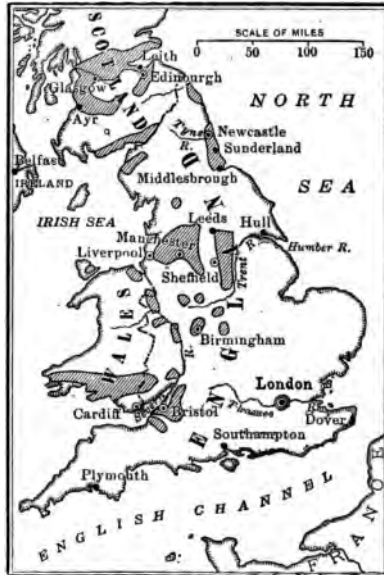 SCALE OF MILES
0 50 100 150
SCOTLAND
Leith
Edinburgh
Glasgow
NORTH
Ayr
Tyne R.
Newcastle
Sunderland
Belfast
IRELAND
Middlesbrough
SEA
IRISH SEA
Leeds
Hull
Manchester
R.
Humber R.
Liverpool
Sheffield
Trent
WALES
R.
Birmingham
ENGLAND
London
Thames
R.
Cardiff
Bristol
Dover
Southampton
Plymouth
ENGLISH CHANNEL
FRANCE